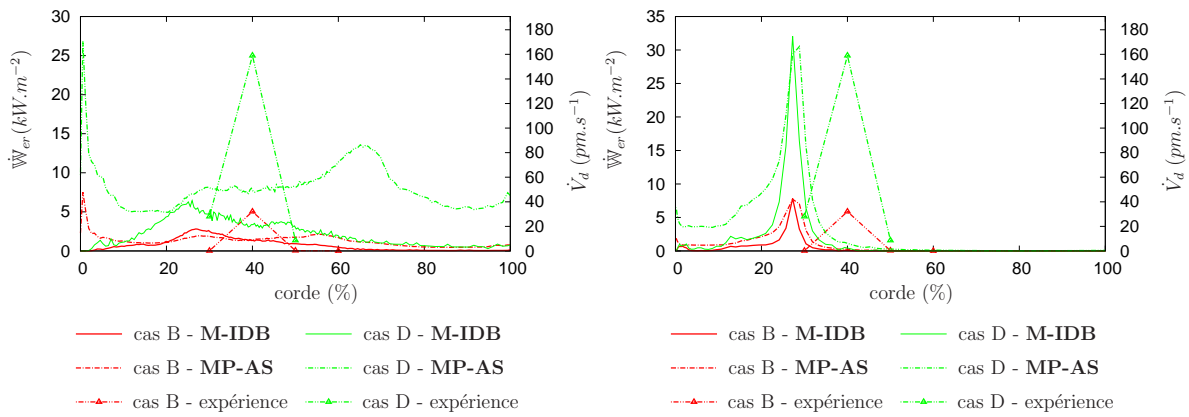 30
25
20
15
10
5
0
0 20 40 60 80 100
180
160
140
120
100
80
60
40
20
0
Ẇer(kW.m−2)
V̇d (pm.s−1)
corde (%)
cas B - M-IDB
cas D - M-IDB
cas B - MP-AS
cas D - MP-AS
cas B - expérience
cas D - expérience
35
30
25
20
15
10
5
0
0 20 40 60 80 100
180
160
140
120
100
80
60
40
20
0
Ẇer (kW.m−2)
V̇d (pm.s−1)
corde (%)
cas B - M-IDB
cas D - M-IDB
cas B - MP-AS
cas D - MP-AS
cas B - expérience
cas D - expérience